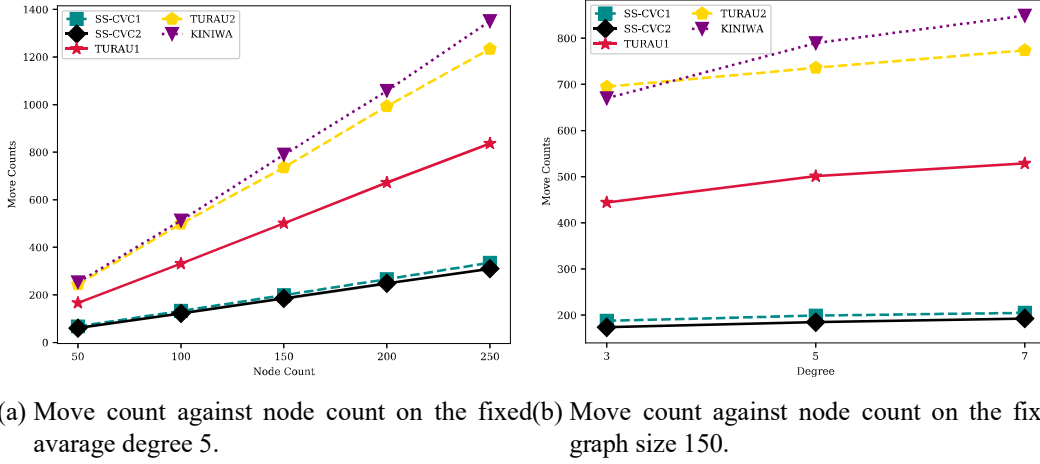 SS-CVC1
SS-CVC2
TURAU1
TURAU2
KINIWA
1400
1200
1000
800
600
400
200
0
Move Counts
50 100 150 200 250
Node Count
SS-CVC1
SS-CVC2
TURAU1
TURAU2
KINIWA
800
700
600
500
400
300
200
Move Counts
3 5 7
Degree
(a) Move count against node count on the fixed
avarage degree 5.
(b) Move count against node count on the fix
graph size 150.